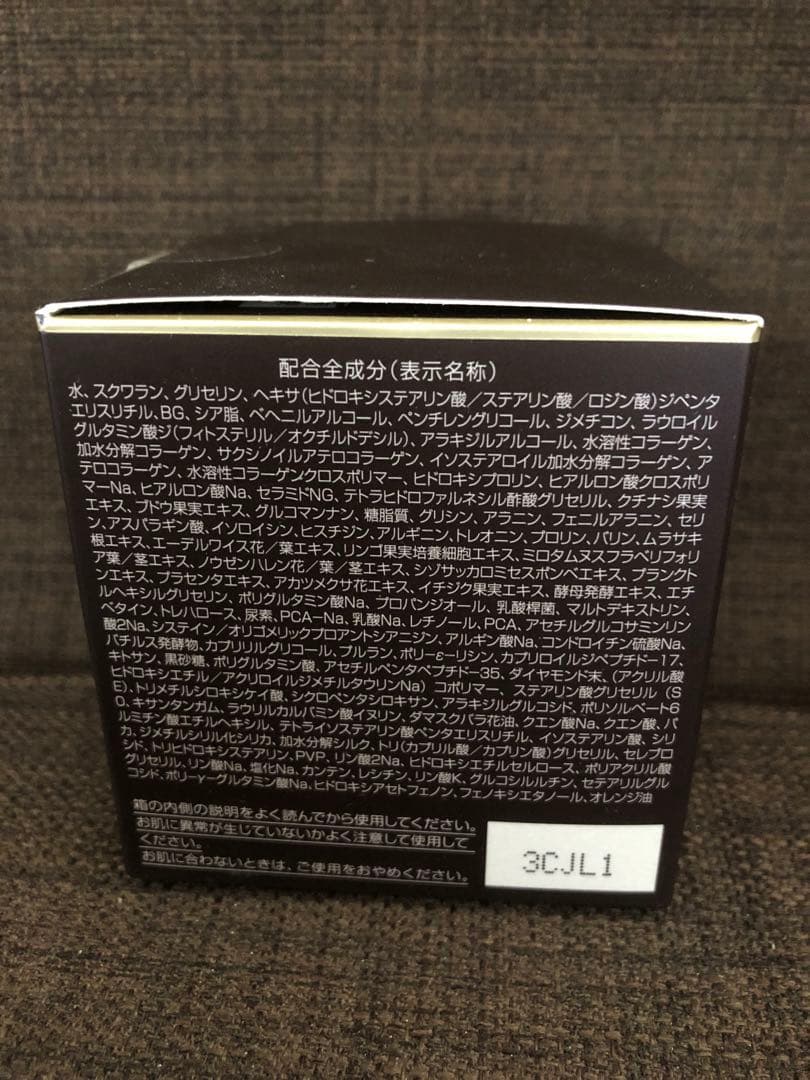 配合全成分(表示名称)
水、スクワラン、グリセリン、ヘキサ(ヒドロキシステアリン酸/ステアリン酸/ロジン酸)ジペンタ
エリスリチル、BG、シア脂、ベヘニルアルコール、ペンチレングリコール、ジメチコン、ラウロイル
グルタミン酸ジ(フィトステリル/オクチルドデシル)、アラキジルアルコール、水溶性コラーゲン、
加水分解コラーゲン、サクシノイルアテロコラーゲン、イソステアロイル加水分解コラーゲン、ア
テロコラーゲン、水溶性コラーゲンクロスポリマー、ヒドロキシプロリン、ヒアルロン酸クロスポリ
マーNa、ヒアルロン酸Na、セラミドNG、テトラヒドロファルネシル酢酸グリセリル、クチナシ果実
エキス、ブドウ果実エキス、グルコマンナン、糖脂質、グリシン、アラニン、フェニルアラニン、セリ
ン、アスパラギン酸、イソロイシン、ヒスチジン、アルギニン、トレオニン、プロリン、バリン、ムラサキ
根エキス、エーデルワイス花/葉エキス、リンゴ果実培養細胞エキス、ミロタムヌスフラベリフォリ
ア葉/茎エキス、ノウゼンハレン花/葉/茎エキス、シゾサッカロミセスポンベエキス、プランクト
ンエキス、プラセンタエキス、アカツメクサ花エキス、イチジク果実エキス、酵母発酵エキス、エチ
ルヘキシルグリセリン、ポリグルタミン酸Na、プロパンジオール、乳酸桿菌、マルトデキストリン、
ベタイン、トレハロース、尿素、PCA-Na、乳酸Na、レチノール、PCA、アセチルグルコサミンリン
酸2Na、システイン/オリゴメリックプロアントシアニジン、アルギン酸Na、コンドロイチン硫酸Na、
バチルス発酵物、カプリリルグリコール、プルラン、ポリ-ε-リシン、カプロイルジペプチド-17、
キトサン、黒砂糖、ポリグルタミン酸、アセチルペンタペプチド-35、ダイヤモンド末、(アクリル酸
ヒドロキシエチル/アクリロイルジメチルタウリンNa)コポリマー、ステアリン酸グリセリル(S
E)、トリメチルシロキシケイ酸、シクロペンタシロキサン、アラキジルグルコシド、ポリソルベート6
0、キサンタンガム、ラウリルカルバミン酸イヌリン、ダマスクバラ花油、クエン酸Na、クエン酸、パ
ルミチン酸エチルヘキシル、テトライソステアリン酸ペンタエリスリチル、イソステアリン酸、シリ
カ、ジメチルシリル化シリカ、加水分解シルク、トリ(カプリル酸/カプリン酸)グリセリル、セレブロ
シド、トリヒドロキシステアリン、PVP、リン酸2Na、ヒドロキシエチルセルロース、ポリアクリル酸
グリセリル、リン酸Na、塩化Na、カンテン、レシチン、リン酸K、グルコシルルチン、セテアリルグル
コシド、ポリ-γ-グルタミン酸Na、ヒドロキシアセトフェノン、フェノキシエタノール、オレンジ油
箱の内側の説明をよく読んでから使用してください。
お肌に異常が生じていないかよく注意して使用して
ください。
お肌に合わないときは、ご使用をおやめください。
3CJL1